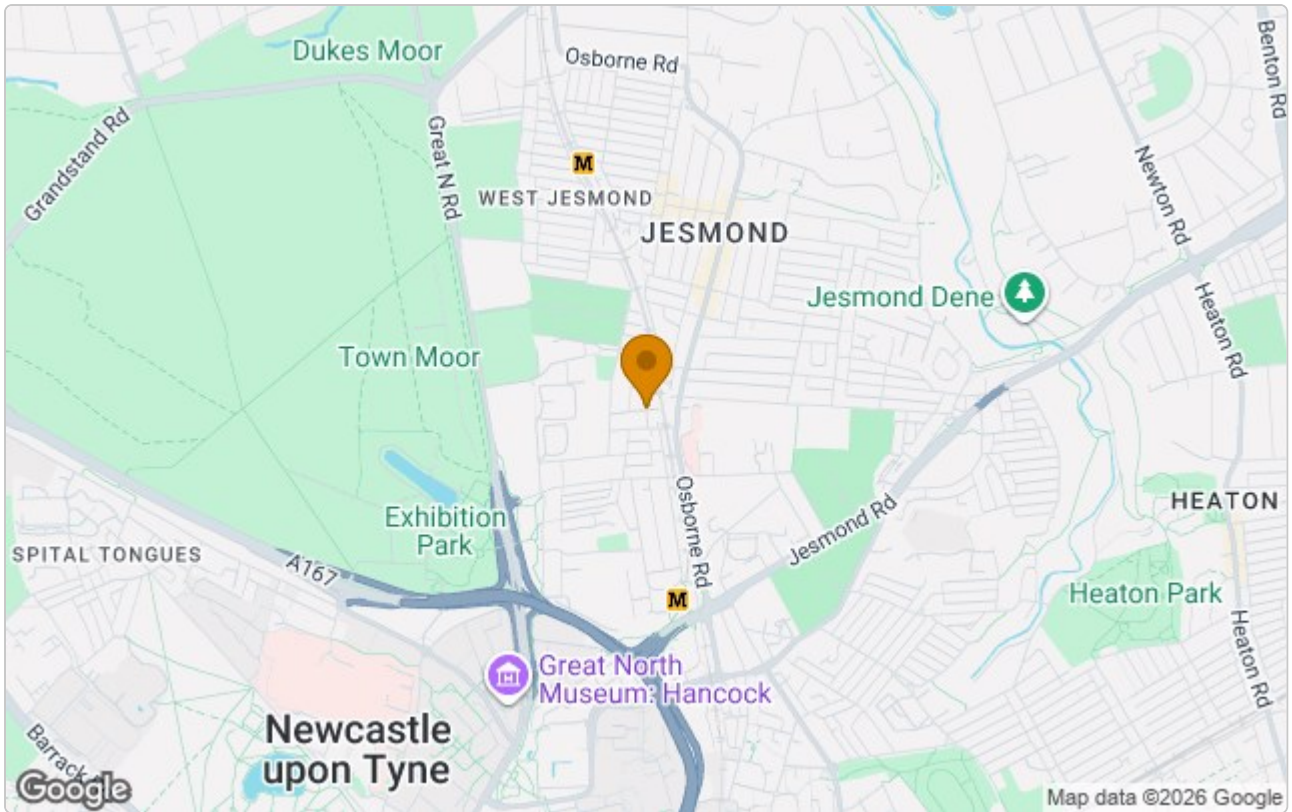 Dukes Moor
Osborne Rd
Benton Rd
Grandstand Rd
Great N Rd
M
Newton Rd
WEST JESMOND
JESMOND
Jesmond Dene
Heaton Rd
Town Moor
Exhibition
Park
Osborne Rd
Jesmond Rd
HEATON
SPITAL TONGUES
A167
M
Heaton Park
Heaton Rd
Great North
Museum: Hancock
Newcastle
upon Tyne
Barrack
Google
Map data ©2026 Google